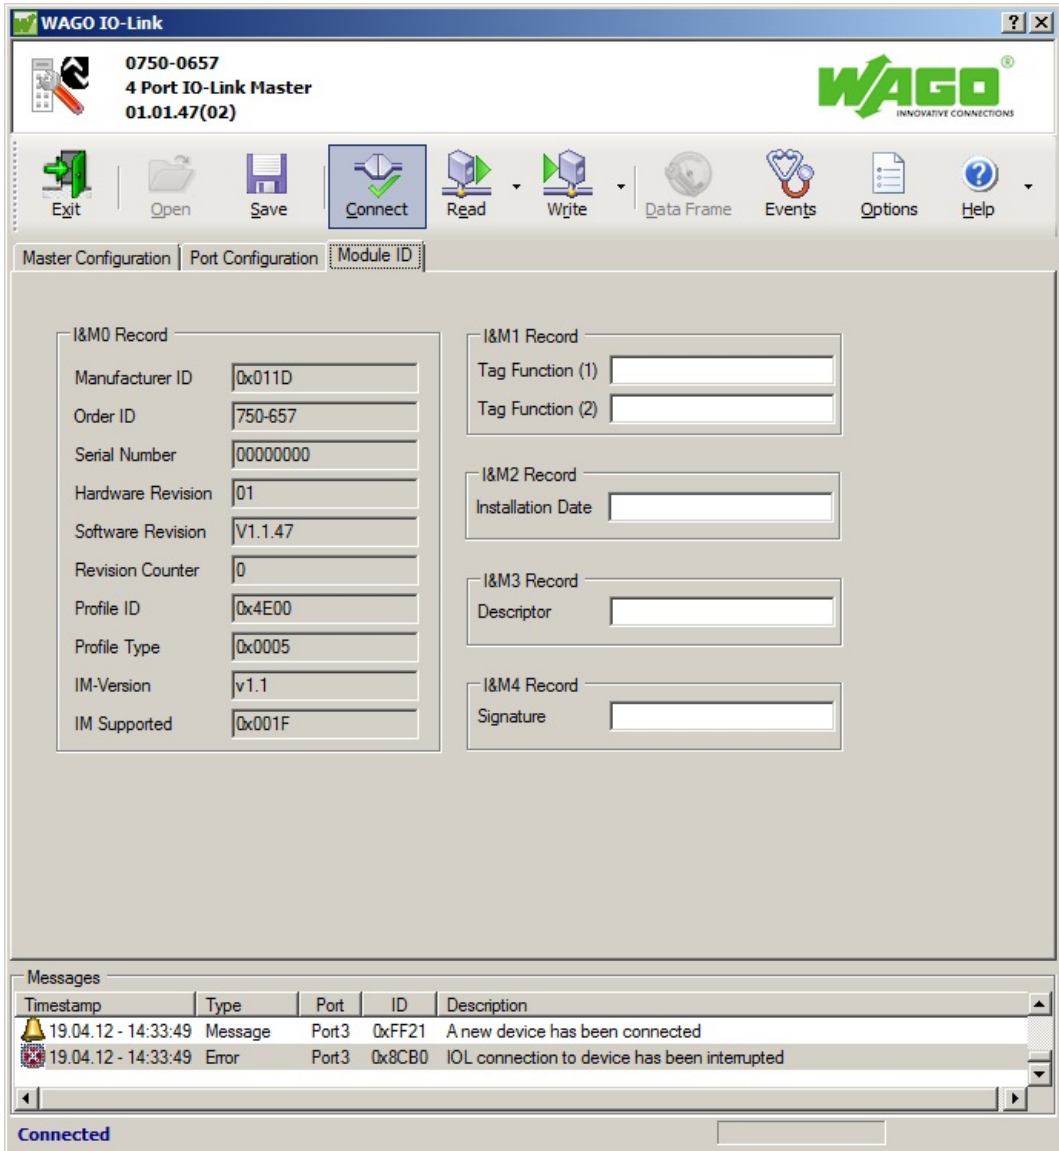 WAGO IO-Link
0750-0657
4 Port IO-Link Master
01.01.47(02)
WAGO®
INNOVATIVE CONNECTIONS
Exit Open Save Connect Read Write Data Frame Events Options Help
Master Configuration Port Configuration Module ID
I&M0 Record
Manufacturer ID 0x011D
Order ID 750-657
Serial Number 00000000
Hardware Revision 01
Software Revision V1.1.47
Revision Counter 0
Profile ID 0x4E00
Profile Type 0x0005
IM-Version v1.1
IM Supported 0x001F
I&M1 Record
Tag Function (1)
Tag Function (2)
I&M2 Record
Installation Date
I&M3 Record
Descriptor
I&M4 Record
Signature
Messages
Timestamp Type Port ID Description
19.04.12 - 14:33:49 Message Port3 0xFF21 A new device has been connected
19.04.12 - 14:33:49 Error Port3 0x8CB0 IOL connection to device has been interrupted
Connected